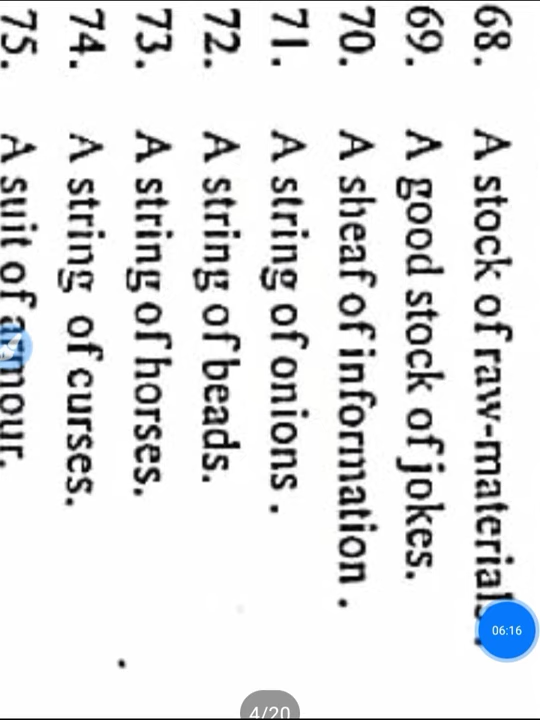 68. A stock of raw-materials.
69. A good stock of jokes.
70. A sheaf of information .
71. A string of onions .
72. A string of beads.
73. A string of horses.
74. A string of curses.
75. A suit of armour.
06:16
4/20